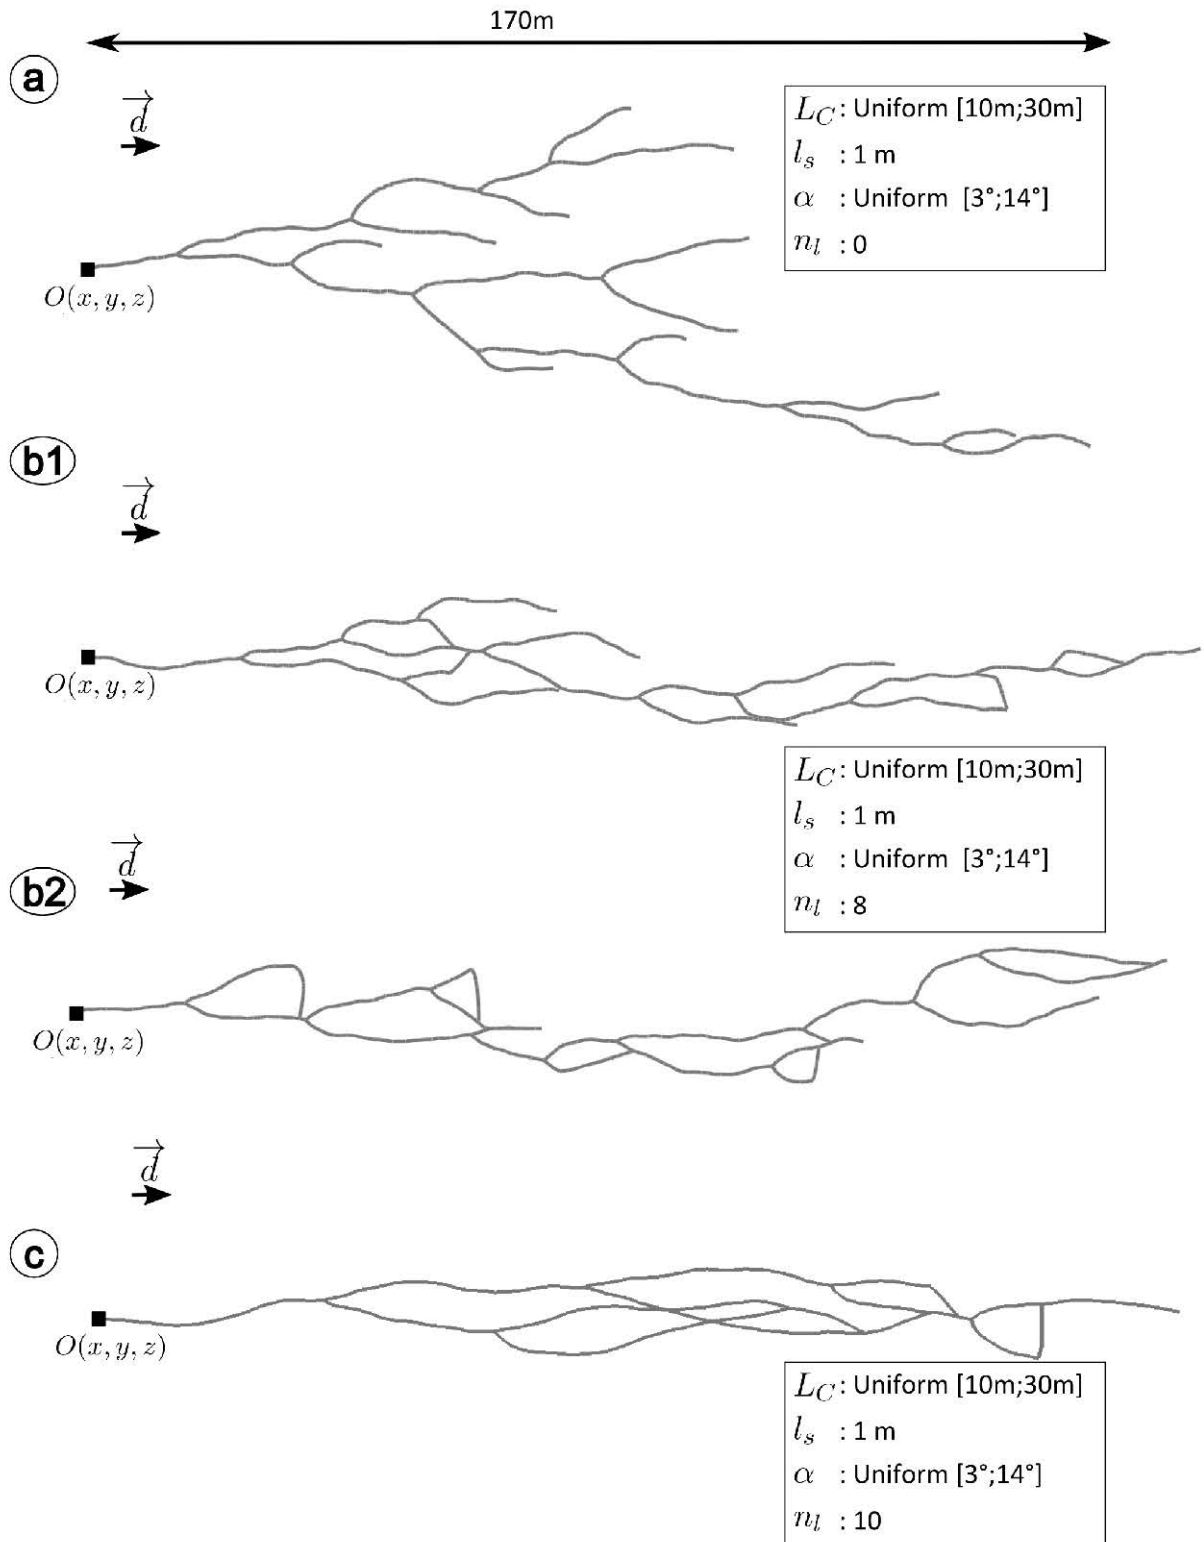 170m
a
d
L_C : Uniform [10m;30m]
l_s : 1 m
α : Uniform [3°;14°]
n_l : 0
O(x, y, z)
b1
d
O(x, y, z)
L_C : Uniform [10m;30m]
l_s : 1 m
α : Uniform [3°;14°]
n_l : 8
d
b2
O(x, y, z)
d
c
O(x, y, z)
L_C : Uniform [10m;30m]
l_s : 1 m
α : Uniform [3°;14°]
n_l : 10